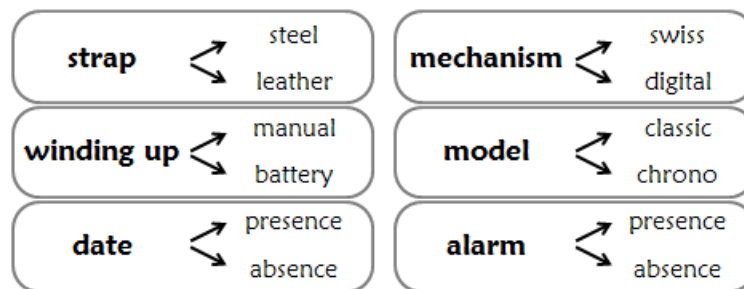 strap
steel
leather
mechanism
swiss
digital
winding up
manual
battery
model
classic
chrono
date
presence
absence
alarm
presence
absence